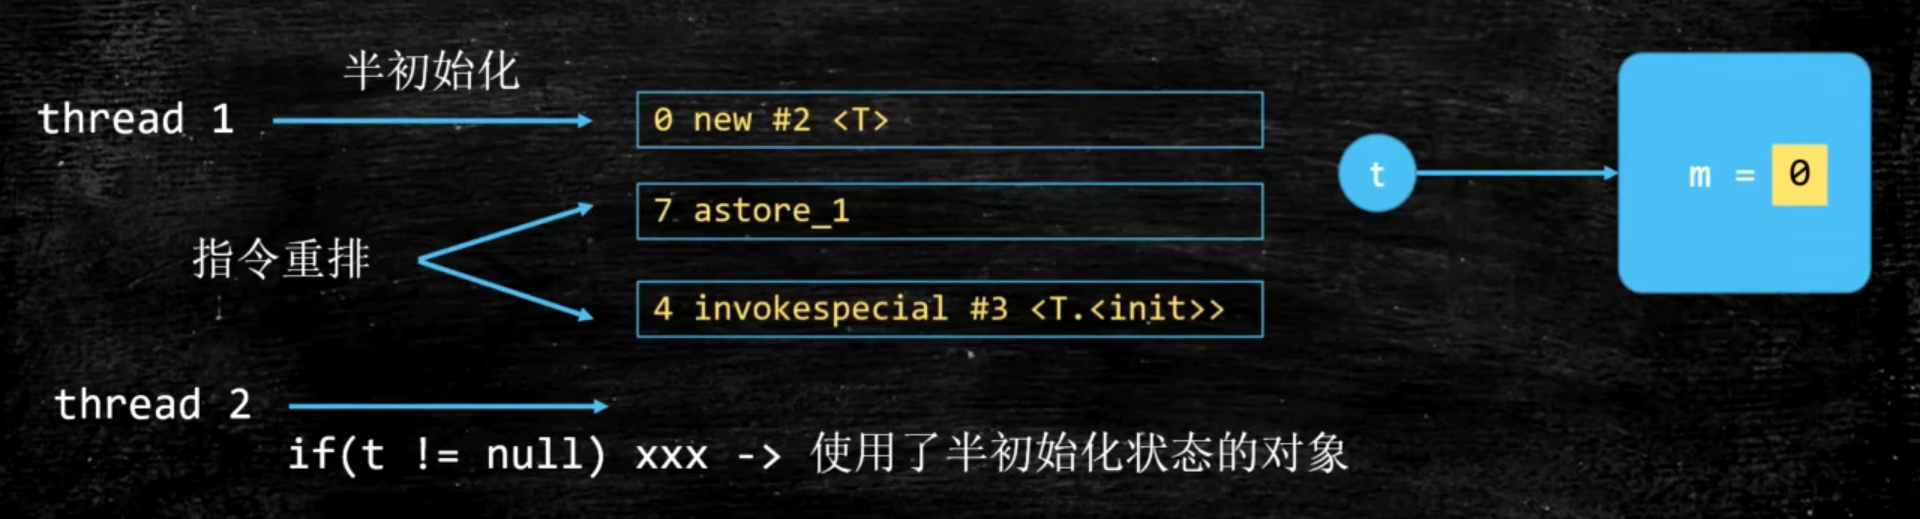 半初始化
thread 1
0 new #2 <T>
t
m = 0
7 astore_1
指令重排
4 invokespecial #3 <T.<init>>
thread 2
if(t != null) xxx -> 使用了半初始化状态的对象